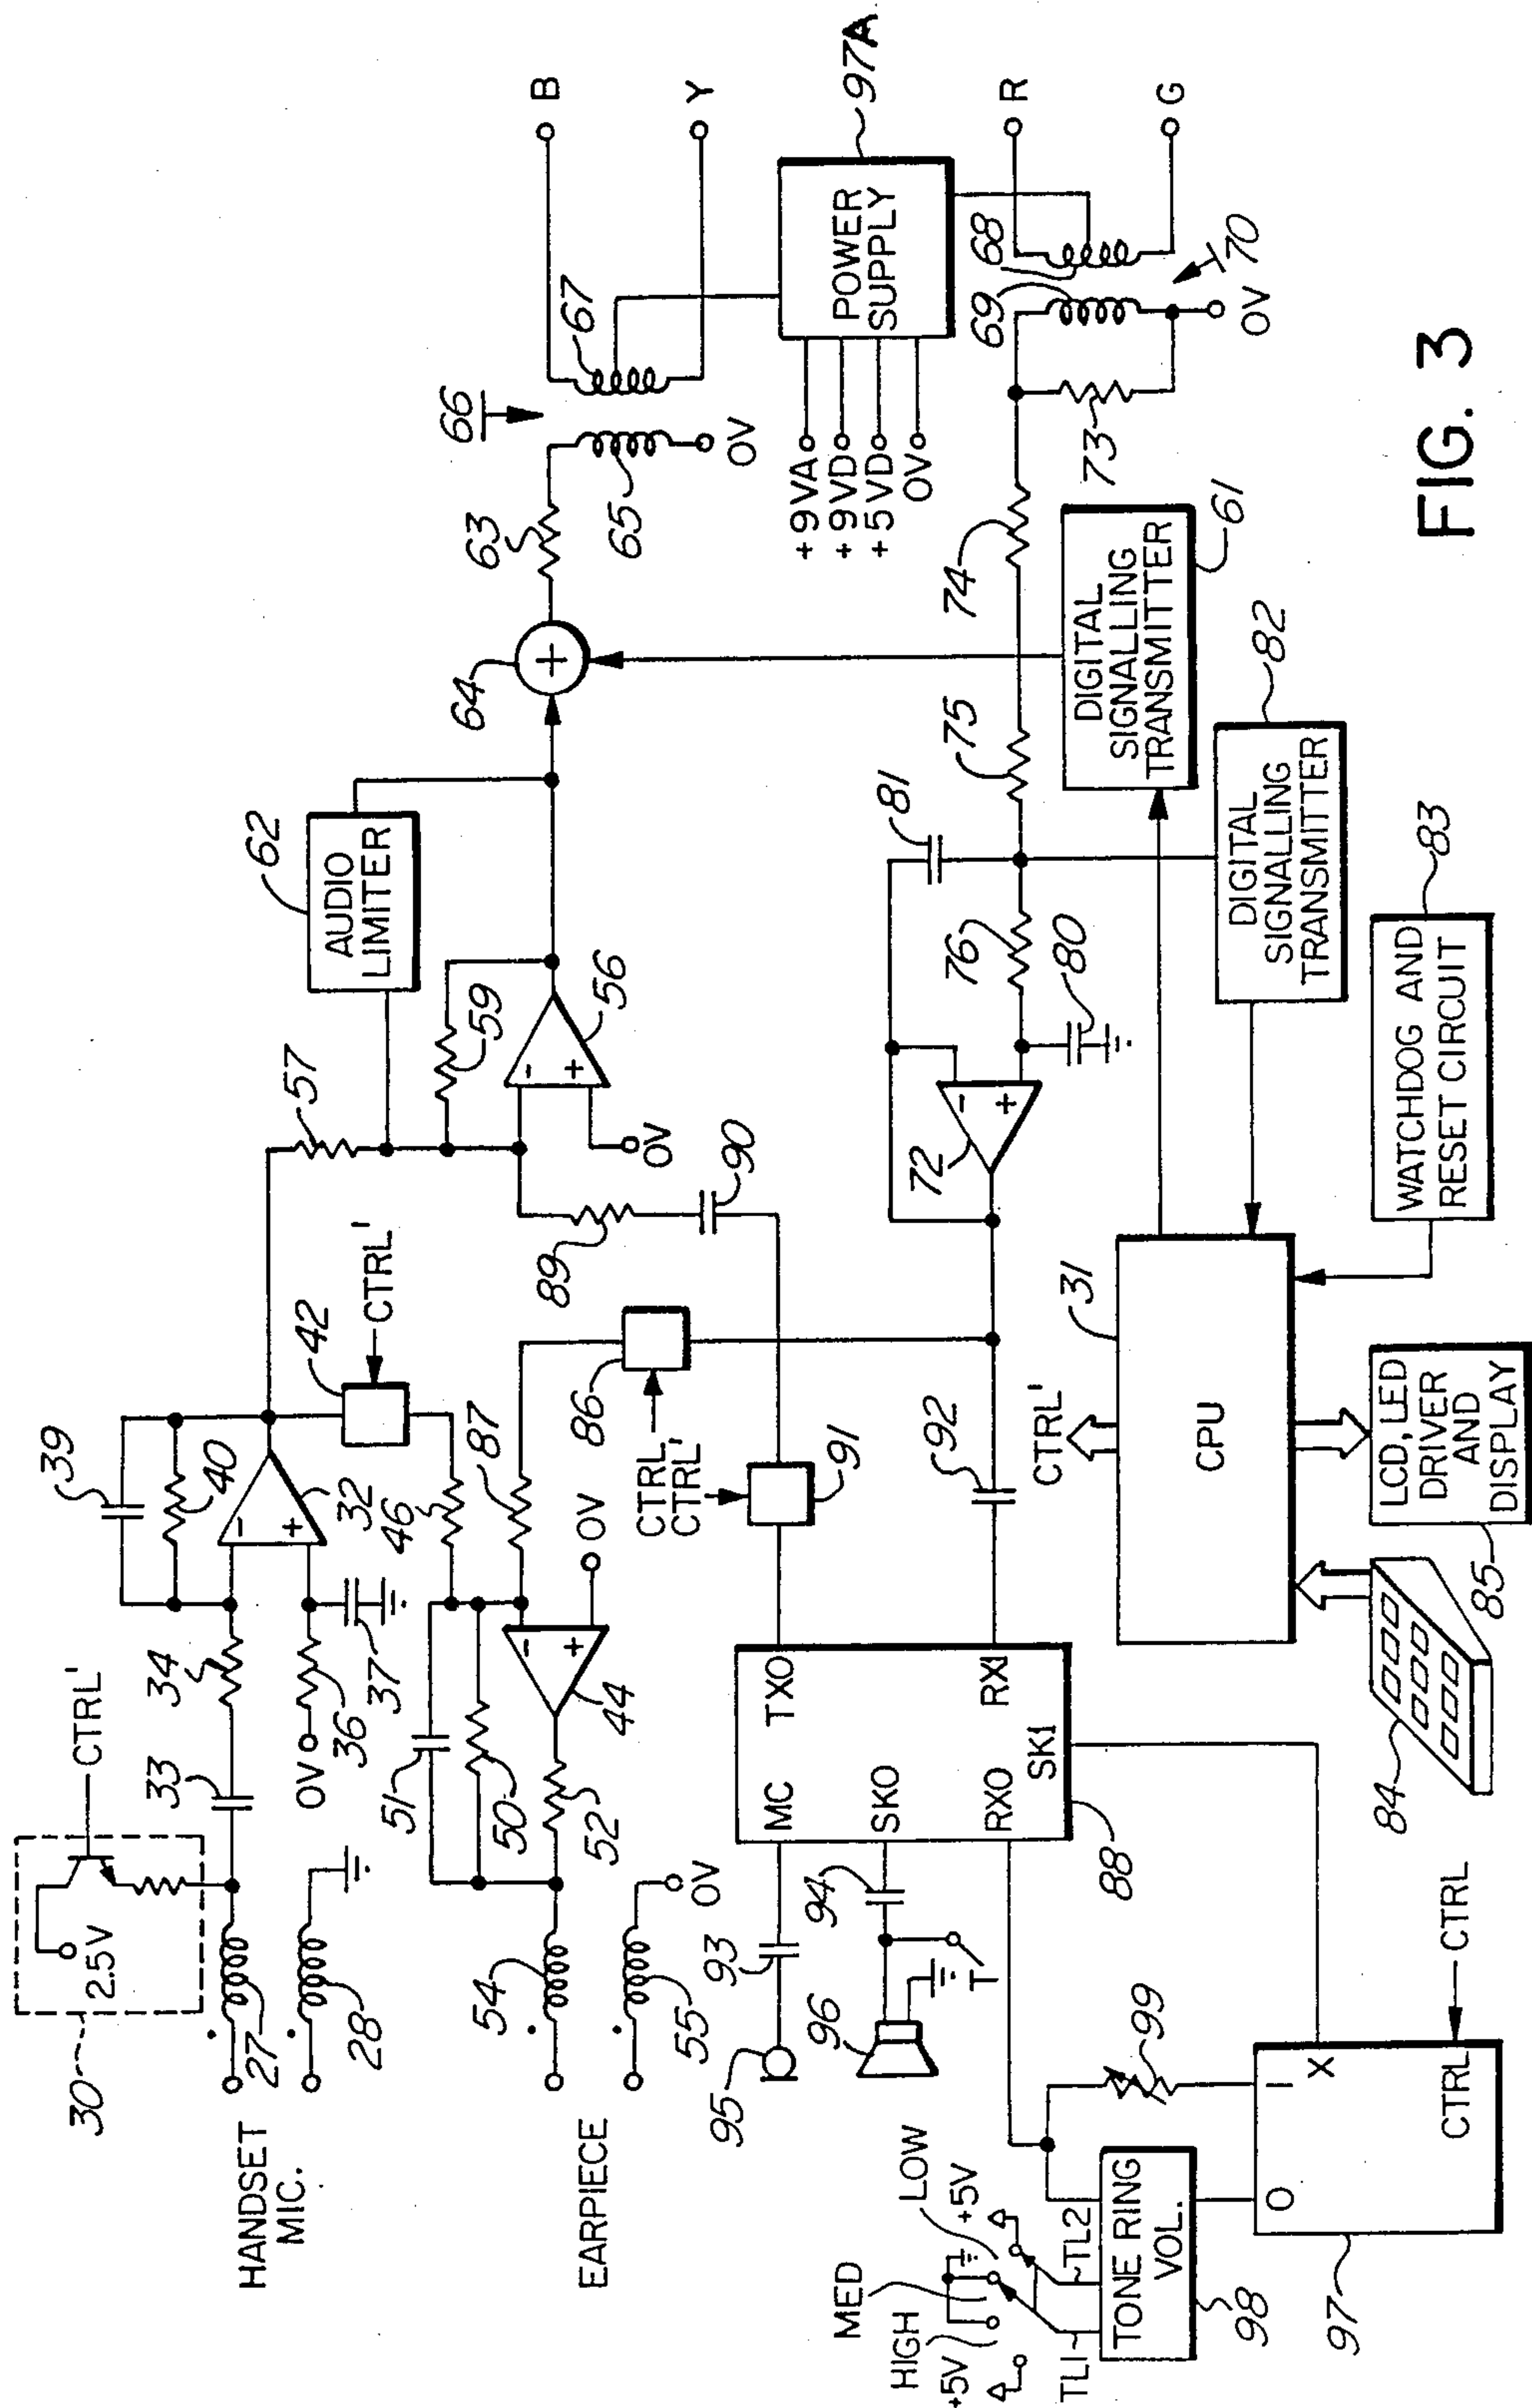 30
2.5V
CTRL'
HANDSET
MIC.
27
28
33
34
0V
36
37
39
40
32
46
42
CTRL'
57
62
AUDIO
LIMITER
59
56
0V
64
63
66
65
67
0V
B
Y
EARPIECE
54
55
0V
51
50
52
44
87
0V
86
CTRL'
CTRL'
91
89
90
+9VA
+9VD
+5VD
0V
POWER
SUPPLY
97A
R
G
68
69
70
0V
73
74
75
81
76
80
72
92
DIGITAL
SIGNALLING
TRANSMITTER
61
DIGITAL
SIGNALLING
TRANSMITTER
82
WATCHDOG AND
RESET CIRCUIT
83
95
93
96
94
T
MC
TXO
SKO
RXO
RXI
SKI
88
CTRL'
31
CPU
84
LCD, LED
DRIVER
AND
DISPLAY
85
HIGH
MED
LOW
+5V
+5V
TL1
TL2
TONE RING
VOL.
98
99
O
I
X
CTRL
CTRL
97
FIG. 3